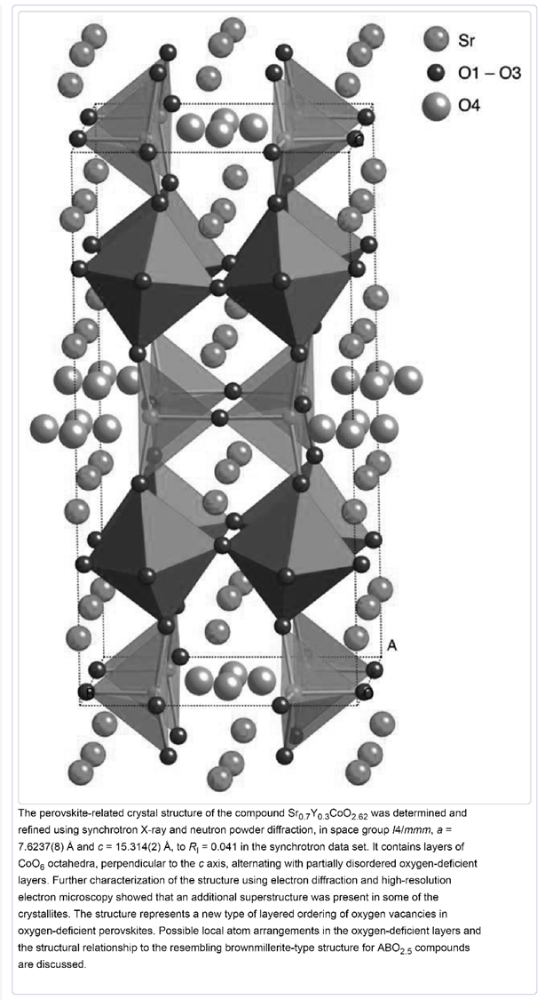 Sr
O1 – O3
O4
A
The perovskite-related crystal structure of the compound Sr0.7Y0.3CoO2.62 was determined and
refined using synchrotron X-ray and neutron powder diffraction, in space group I4/mmm, a =
7.6237(8) Å and c = 15.314(2) Å, to RI = 0.041 in the synchrotron data set. It contains layers of
CoO6 octahedra, perpendicular to the c axis, alternating with partially disordered oxygen-deficient
layers. Further characterization of the structure using electron diffraction and high-resolution
electron microscopy showed that an additional superstructure was present in some of the
crystallites. The structure represents a new type of layered ordering of oxygen vacancies in
oxygen-deficient perovskites. Possible local atom arrangements in the oxygen-deficient layers and
the structural relationship to the resembling brownmillerite-type structure for ABO2.5 compounds
are discussed.